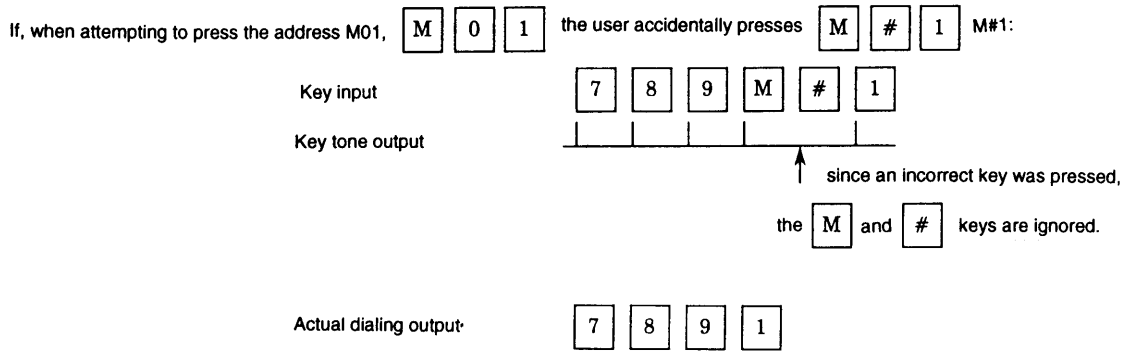 If, when attempting to press the address M01, M 0 1 the user accidentally presses M # 1 M#1:
Key input 7 8 9 M # 1
Key tone output
since an incorrect key was pressed,
the M and # keys are ignored.
Actual dialing output 7 8 9 1